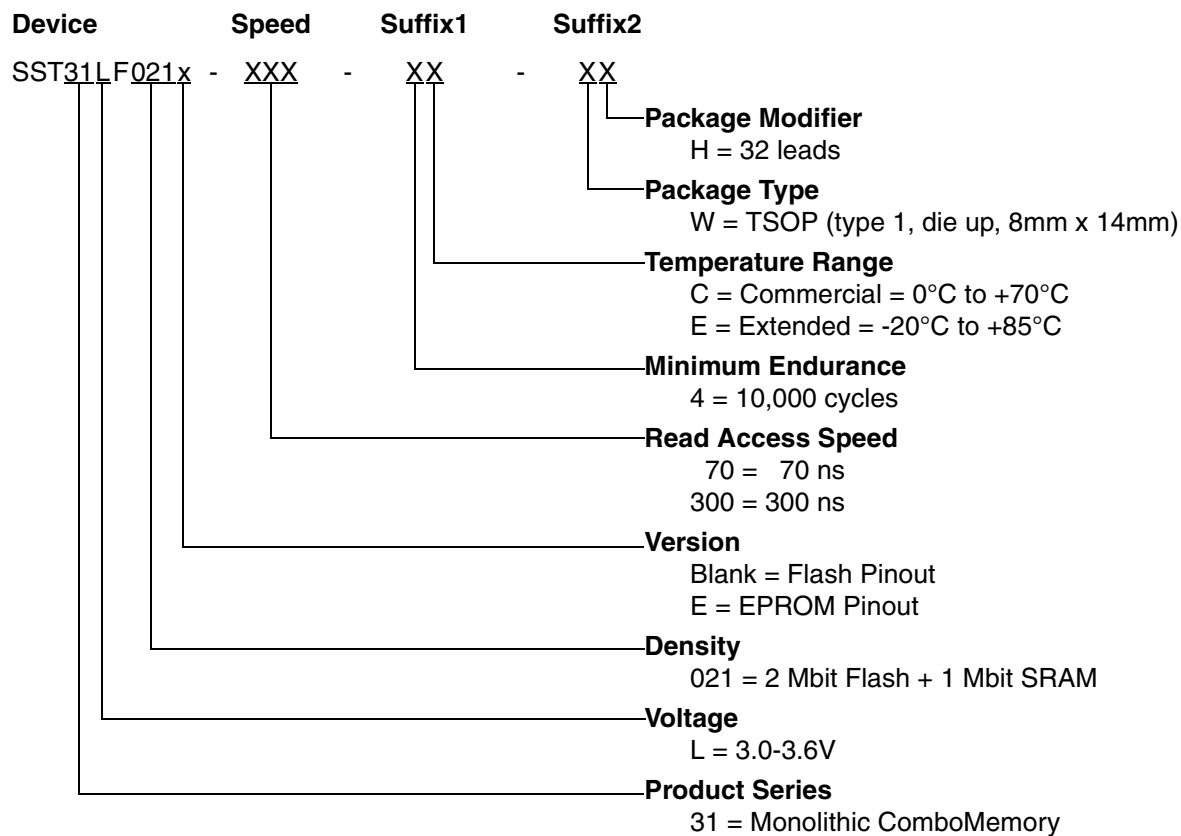 Device Speed Suffix1 Suffix2
SST31LF021x - XXX - XX - XX
Package Modifier
H = 32 leads
Package Type
W = TSOP (type 1, die up, 8mm x 14mm)
Temperature Range
C = Commercial = 0°C to +70°C
E = Extended = -20°C to +85°C
Minimum Endurance
4 = 10,000 cycles
Read Access Speed
70 = 70 ns
300 = 300 ns
Version
Blank = Flash Pinout
E = EPROM Pinout
Density
021 = 2 Mbit Flash + 1 Mbit SRAM
Voltage
L = 3.0-3.6V
Product Series
31 = Monolithic ComboMemory